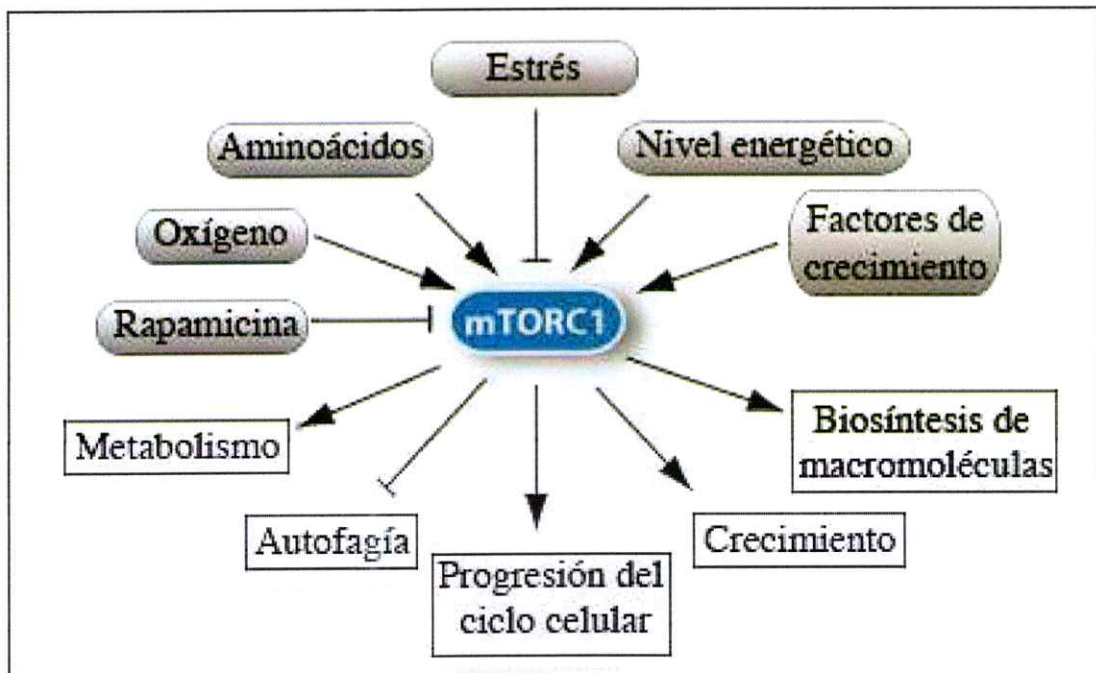 Estrés
Aminoácidos
Nivel energético
Oxígeno
Factores de
crecimiento
Rapamicina
mTORC1
Metabolismo
Biosíntesis de
macromoléculas
Autofagía
Crecimiento
Progresión del
ciclo celular